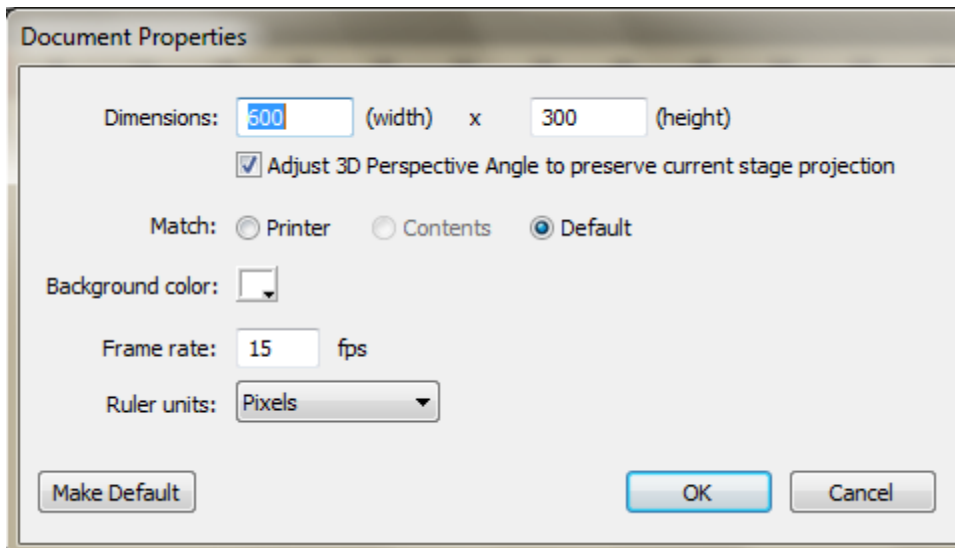 Document Properties
Dimensions: 600 (width) x 300 (height)
Adjust 3D Perspective Angle to preserve current stage projection
Match: Printer Contents Default
Background color:
Frame rate: 15 fps
Ruler units: Pixels
Make Default OK Cancel